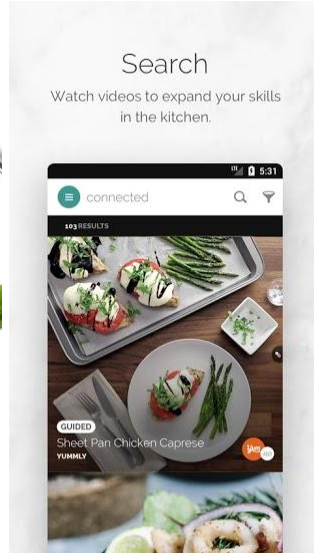 Search
Watch videos to expand your skills
in the kitchen.
LTE 5:31
connected
103 RESULTS
GUIDED
Sheet Pan Chicken Caprese
YUMMLY